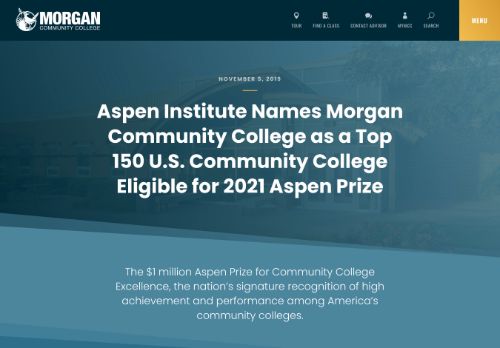 MORGAN
COMMUNITY COLLEGE
TOUR
FIND A CLASS
CONTACT ADVISOR
MYMCC
SEARCH
MENU
NOVEMBER 5, 2019
Aspen Institute Names Morgan
Community College as a Top
150 U.S. Community College
Eligible for 2021 Aspen Prize
The $1 million Aspen Prize for Community College
Excellence, the nation’s signature recognition of high
achievement and performance among America’s
community colleges.